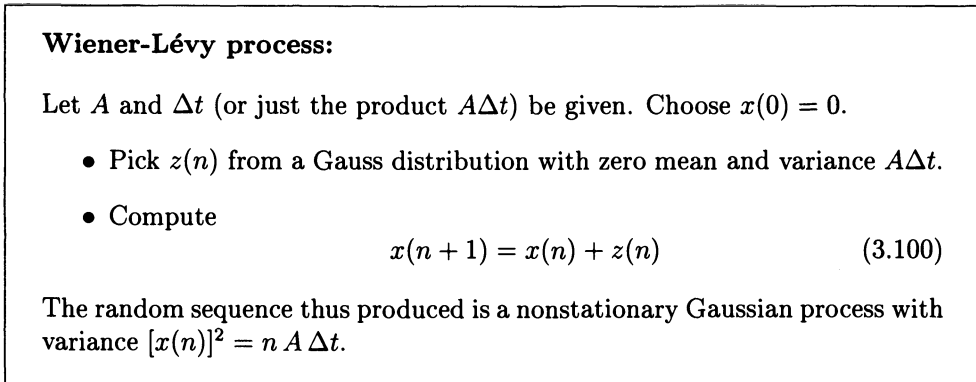 Wiener-Lévy process:
Let A and Δt (or just the product AΔt) be given. Choose x(0) = 0.
• Pick z(n) from a Gauss distribution with zero mean and variance AΔt.
• Compute
x(n + 1) = x(n) + z(n) (3.100)
The random sequence thus produced is a nonstationary Gaussian process with
variance [x(n)]² = n A Δt.